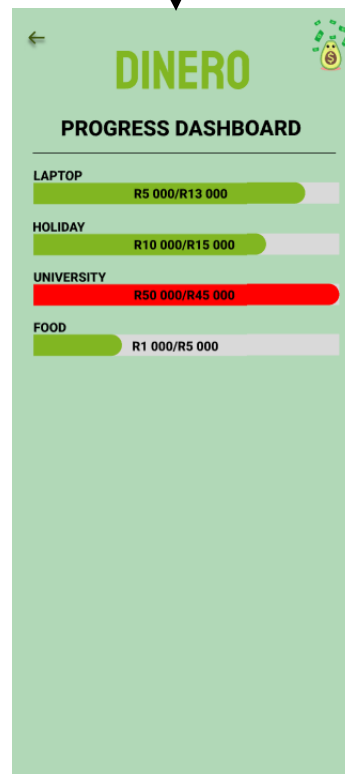 DINERO
PROGRESS DASHBOARD
LAPTOP
R5 000/R13 000
HOLIDAY
R10 000/R15 000
UNIVERSITY
R50 000/R45 000
FOOD
R1 000/R5 000